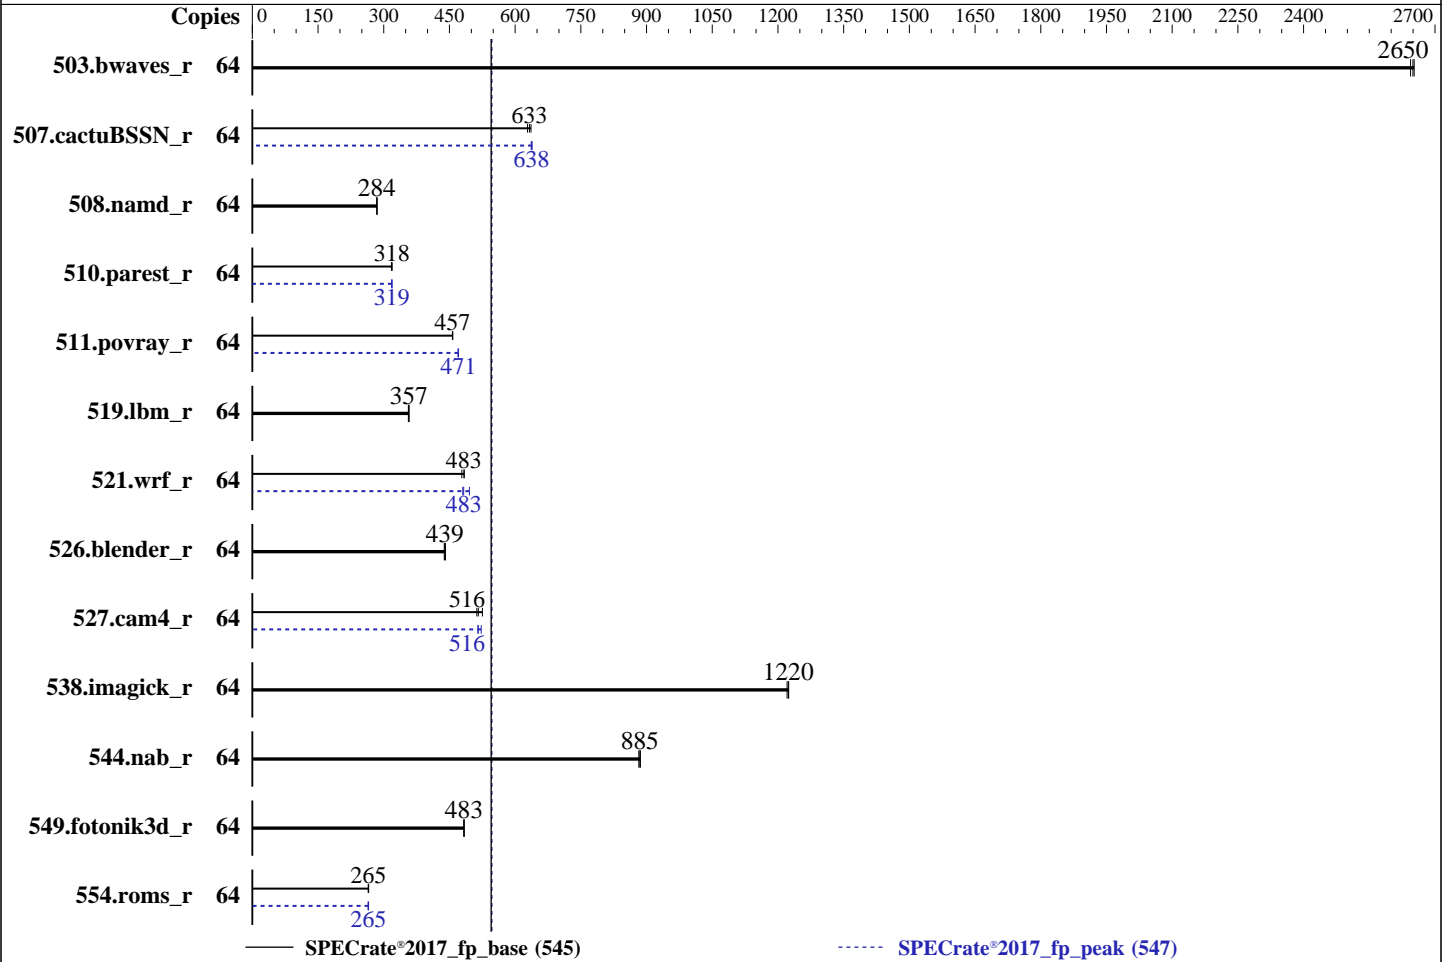 Copies 0 150 300 450 600 750 900 1050 1200 1350 1500 1650 1800 1950 2100 2250 2400 2700
503.bwaves_r 64 2650
507.cactuBSSN_r 64 633
638
508.namd_r 64 284
510.parest_r 64 318
319
511.povray_r 64 457
471
519.lbm_r 64 357
521.wrf_r 64 483
483
526.blender_r 64 439
527.cam4_r 64 516
516
538.imagick_r 64 1220
544.nab_r 64 885
549.fotonik3d_r 64 483
554.roms_r 64 265
265
SPECrate®2017_fp_base (545) SPECrate®2017_fp_peak (547)